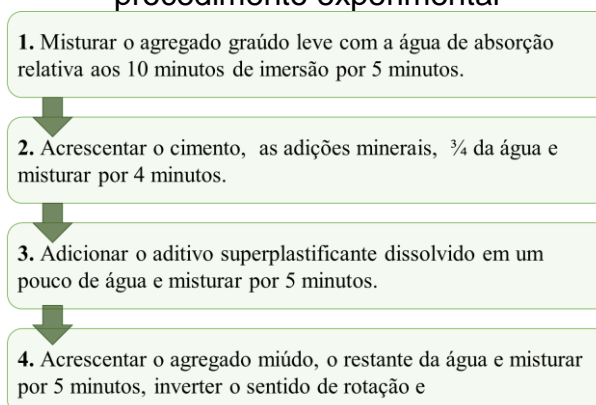 procedimento experimental
1. Misturar o agregado graúdo leve com a água de absorção
relativa aos 10 minutos de imersão por 5 minutos.
2. Acrescentar o cimento, as adições minerais, ¾ da água e
misturar por 4 minutos.
3. Adicionar o aditivo superplastificante dissolvido em um
pouco de água e misturar por 5 minutos.
4. Acrescentar o agregado miúdo, o restante da água e misturar
por 5 minutos, inverter o sentido de rotação e